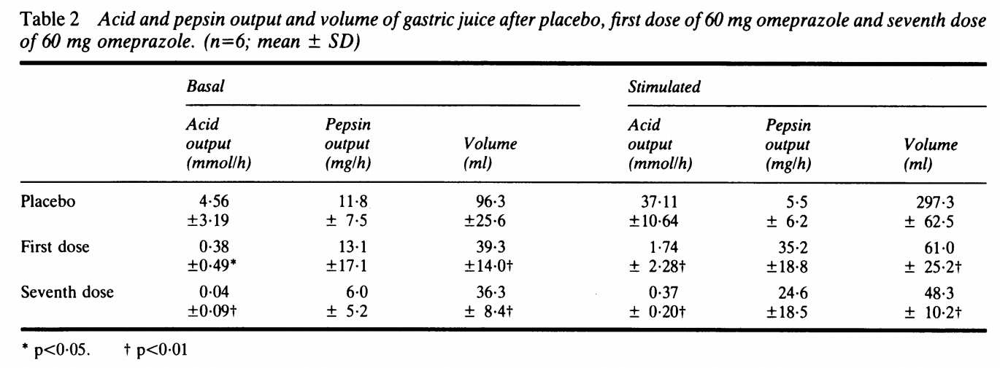 Table 2 Acid and pepsin output and volume of gastric juice after placebo, first dose of 60 mg omeprazole and seventh dose
of 60 mg omeprazole. (n=6; mean ± SD)
Basal Stimulated
Acid Pepsin Acid Pepsin
output output Volume output output Volume
(mmol/h) (mg/h) (ml) (mmol/h) (mg/h) (ml)
Placebo 4·56 11·8 96·3 37·11 5·5 297·3
±3·19 ± 7·5 ±25·6 ±10·64 ± 6·2 ± 62·5
First dose 0·38 13·1 39·3 1·74 35·2 61·0
±0·49* ±17·1 ±14·0† ± 2·28† ±18·8 ± 25·2†
Seventh dose 0·04 6·0 36·3 0·37 24·6 48·3
±0·09† ± 5·2 ± 8·4† ± 0·20† ±18·5 ± 10·2†
* p<0·05. † p<0·01